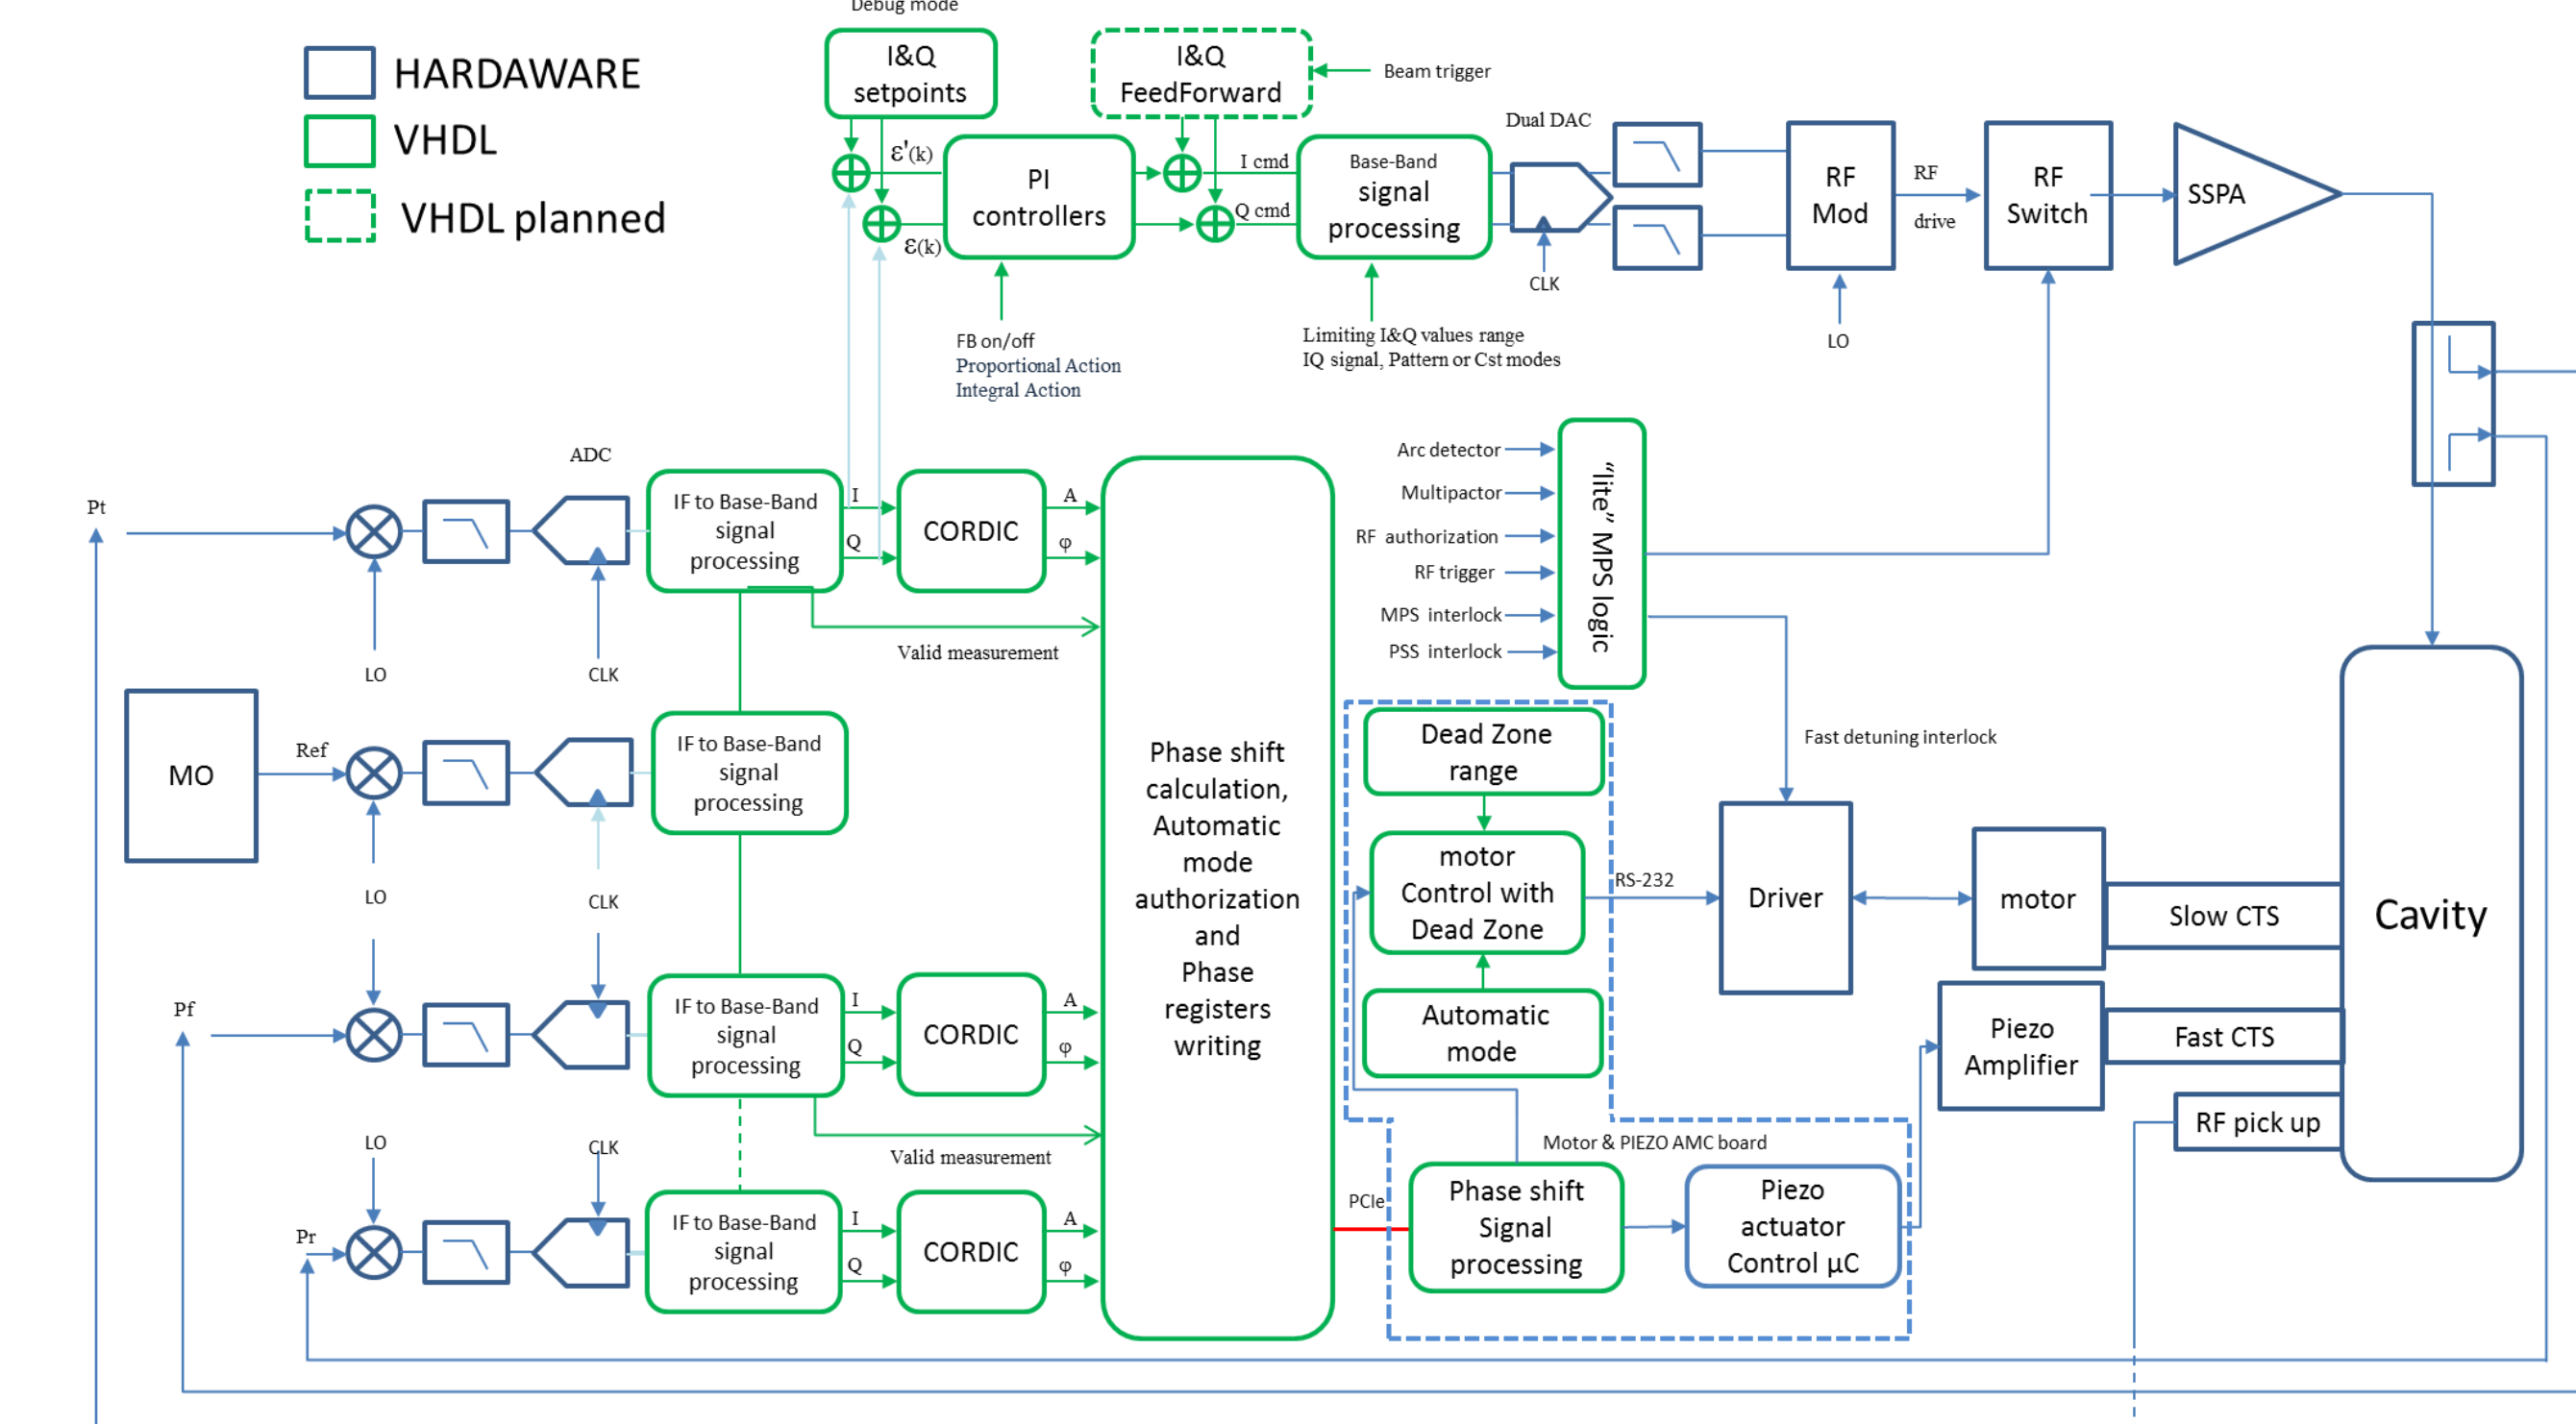 Debug mode
HARDAWARE
VHDL
VHDL planned
I&Q
setpoints
I&Q
FeedForward
Beam trigger
ε'(k)
ε(k)
PI
controllers
I cmd
Q cmd
Base-Band
signal
processing
Dual DAC
CLK
RF
Mod
LO
RF
drive
RF
Switch
SSPA
FB on/off
Proportional Action
Integral Action
Limiting I&Q values range
IQ signal, Pattern or Cst modes
Pt
LO
ADC
CLK
IF to Base-Band
signal
processing
I
Q
CORDIC
A
φ
Valid measurement
Arc detector
Multipactor
RF authorization
RF trigger
MPS interlock
PSS interlock
“lite” MPS logic
Fast detuning interlock
MO
Ref
LO
CLK
IF to Base-Band
signal
processing
Phase shift
calculation,
Automatic
mode
authorization
and
Phase
registers
writing
Dead Zone
range
motor
Control with
Dead Zone
Automatic
mode
RS-232
Driver
motor
Slow CTS
Cavity
Piezo
Amplifier
Fast CTS
RF pick up
Pf
IF to Base-Band
signal
processing
I
Q
CORDIC
A
φ
Valid measurement
LO
CLK
Pr
IF to Base-Band
signal
processing
I
Q
CORDIC
A
φ
PCIe
Motor & PIEZO AMC board
Phase shift
Signal
processing
Piezo
actuator
Control μC